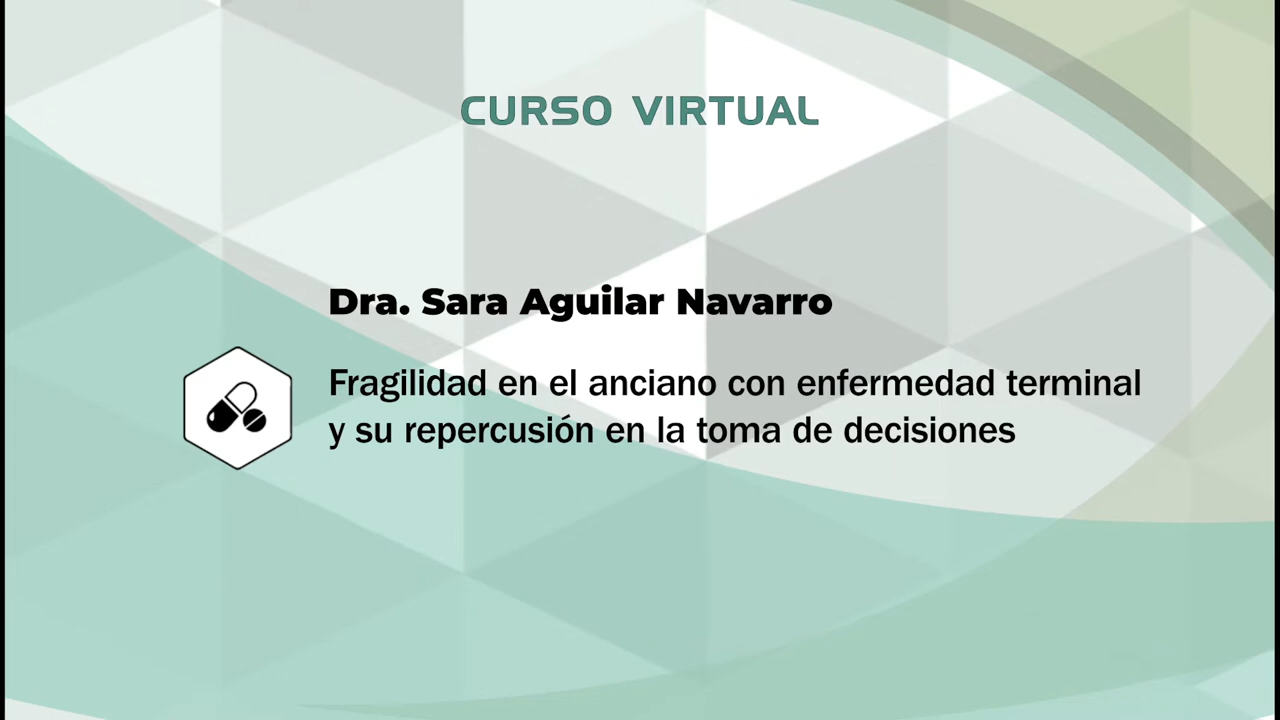 CURSO VIRTUAL
Dra. Sara Aguilar Navarro
Fragilidad en el anciano con enfermedad terminal
y su repercusión en la toma de decisiones